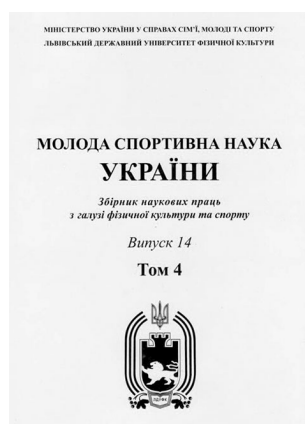 МІНІСТЕРСТВО УКРАЇНИ У СПРАВАХ СІМ'Ї, МОЛОДІ ТА СПОРТУ
ЛЬВІВСЬКИЙ ДЕРЖАВНИЙ УНІВЕРСИТЕТ ФІЗИЧНОЇ КУЛЬТУРИ
МОЛОДА СПОРТИВНА НАУКА
УКРАЇНИ
Збірник наукових праць
з галузі фізичної культури та спорту
Випуск 14
Том 4